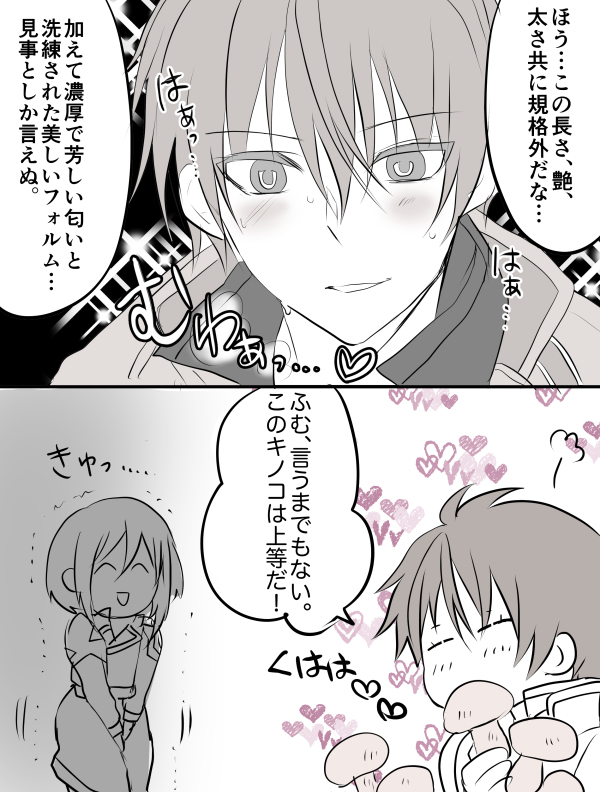 ほう…この長さ、艶、
太さ共に規格外だな…
はぁっ…
はぁ…
加えて濃厚で芳しい匂いと
洗練された美しいフォルム…
見事としか言えぬ。
むわぁっ…♡
ふむ、言うまでもない。
このキノコは上等だ!
くはは♡♡
きゅっ…